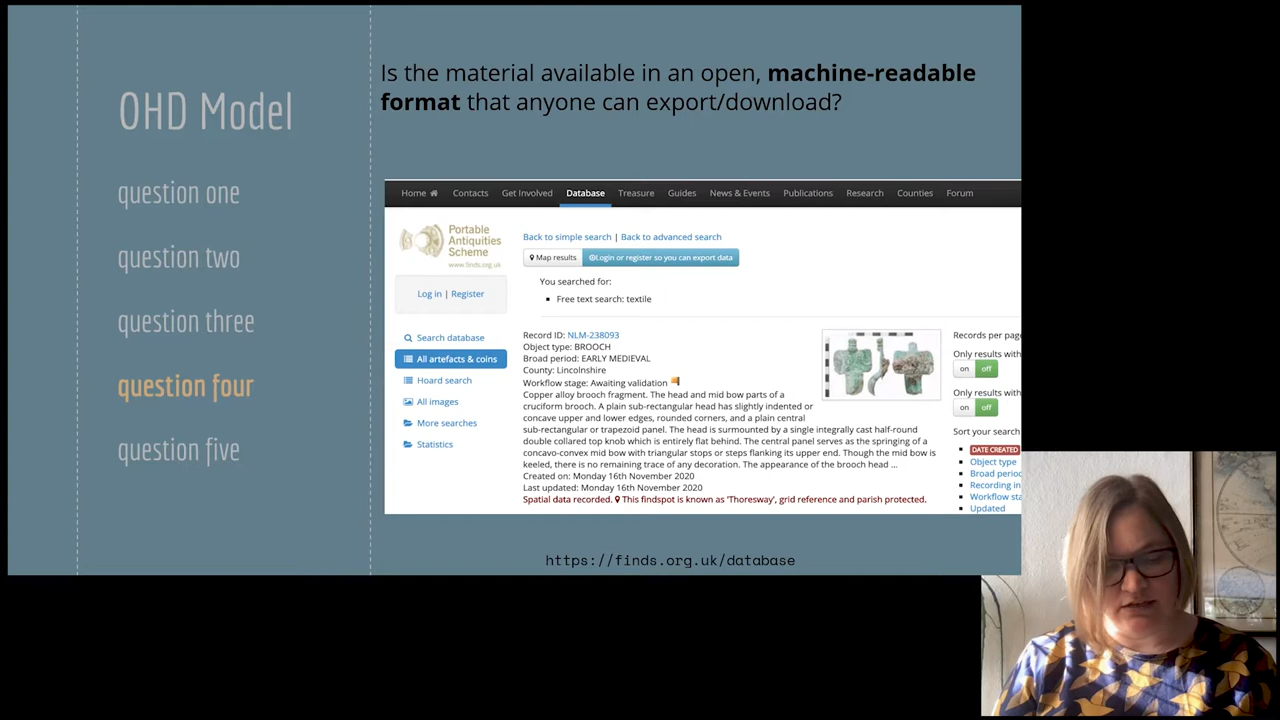 OHD Model
question one
question two
question three
question four
question five
Is the material available in an open, machine-readable
format that anyone can export/download?
Home Contacts Get Involved Database Treasure Guides News & Events Publications Research Counties Forum
Portable
Antiquities
Scheme
www.finds.org.uk
Log in | Register
Search database
All artefacts & coins
Hoard search
All images
More searches
Statistics
Back to simple search | Back to advanced search
Map results Login or register so you can export data
You searched for:
Free text search: textile
Record ID: NLM-238093
Object type: BROOCH
Broad period: EARLY MEDIEVAL
County: Lincolnshire
Workflow stage: Awaiting validation
Copper alloy brooch fragment. The head and mid bow parts of a
cruciform brooch. A plain sub-rectangular head has slightly indented or
concave upper and lower edges, rounded corners, and a plain central
sub-rectangular or trapezoid panel. The head is surmounted by a single integrally cast half-round
double collared top knob which is entirely flat behind. The central panel serves as the springing of a
concavo-convex mid bow with triangular stops or steps flanking its upper end. Though the mid bow is
keeled, there is no remaining trace of any decoration. The appearance of the brooch head ...
Created on: Monday 16th November 2020
Last updated: Monday 16th November 2020
Spatial data recorded. This findspot is known as 'Thoresway', grid reference and parish protected.
Records per page
Only results with
on off
Only results with
on off
Sort your search
DATE CREATED
Object type
Broad period
Recording in
Workflow sta
Updated
https://finds.org.uk/database